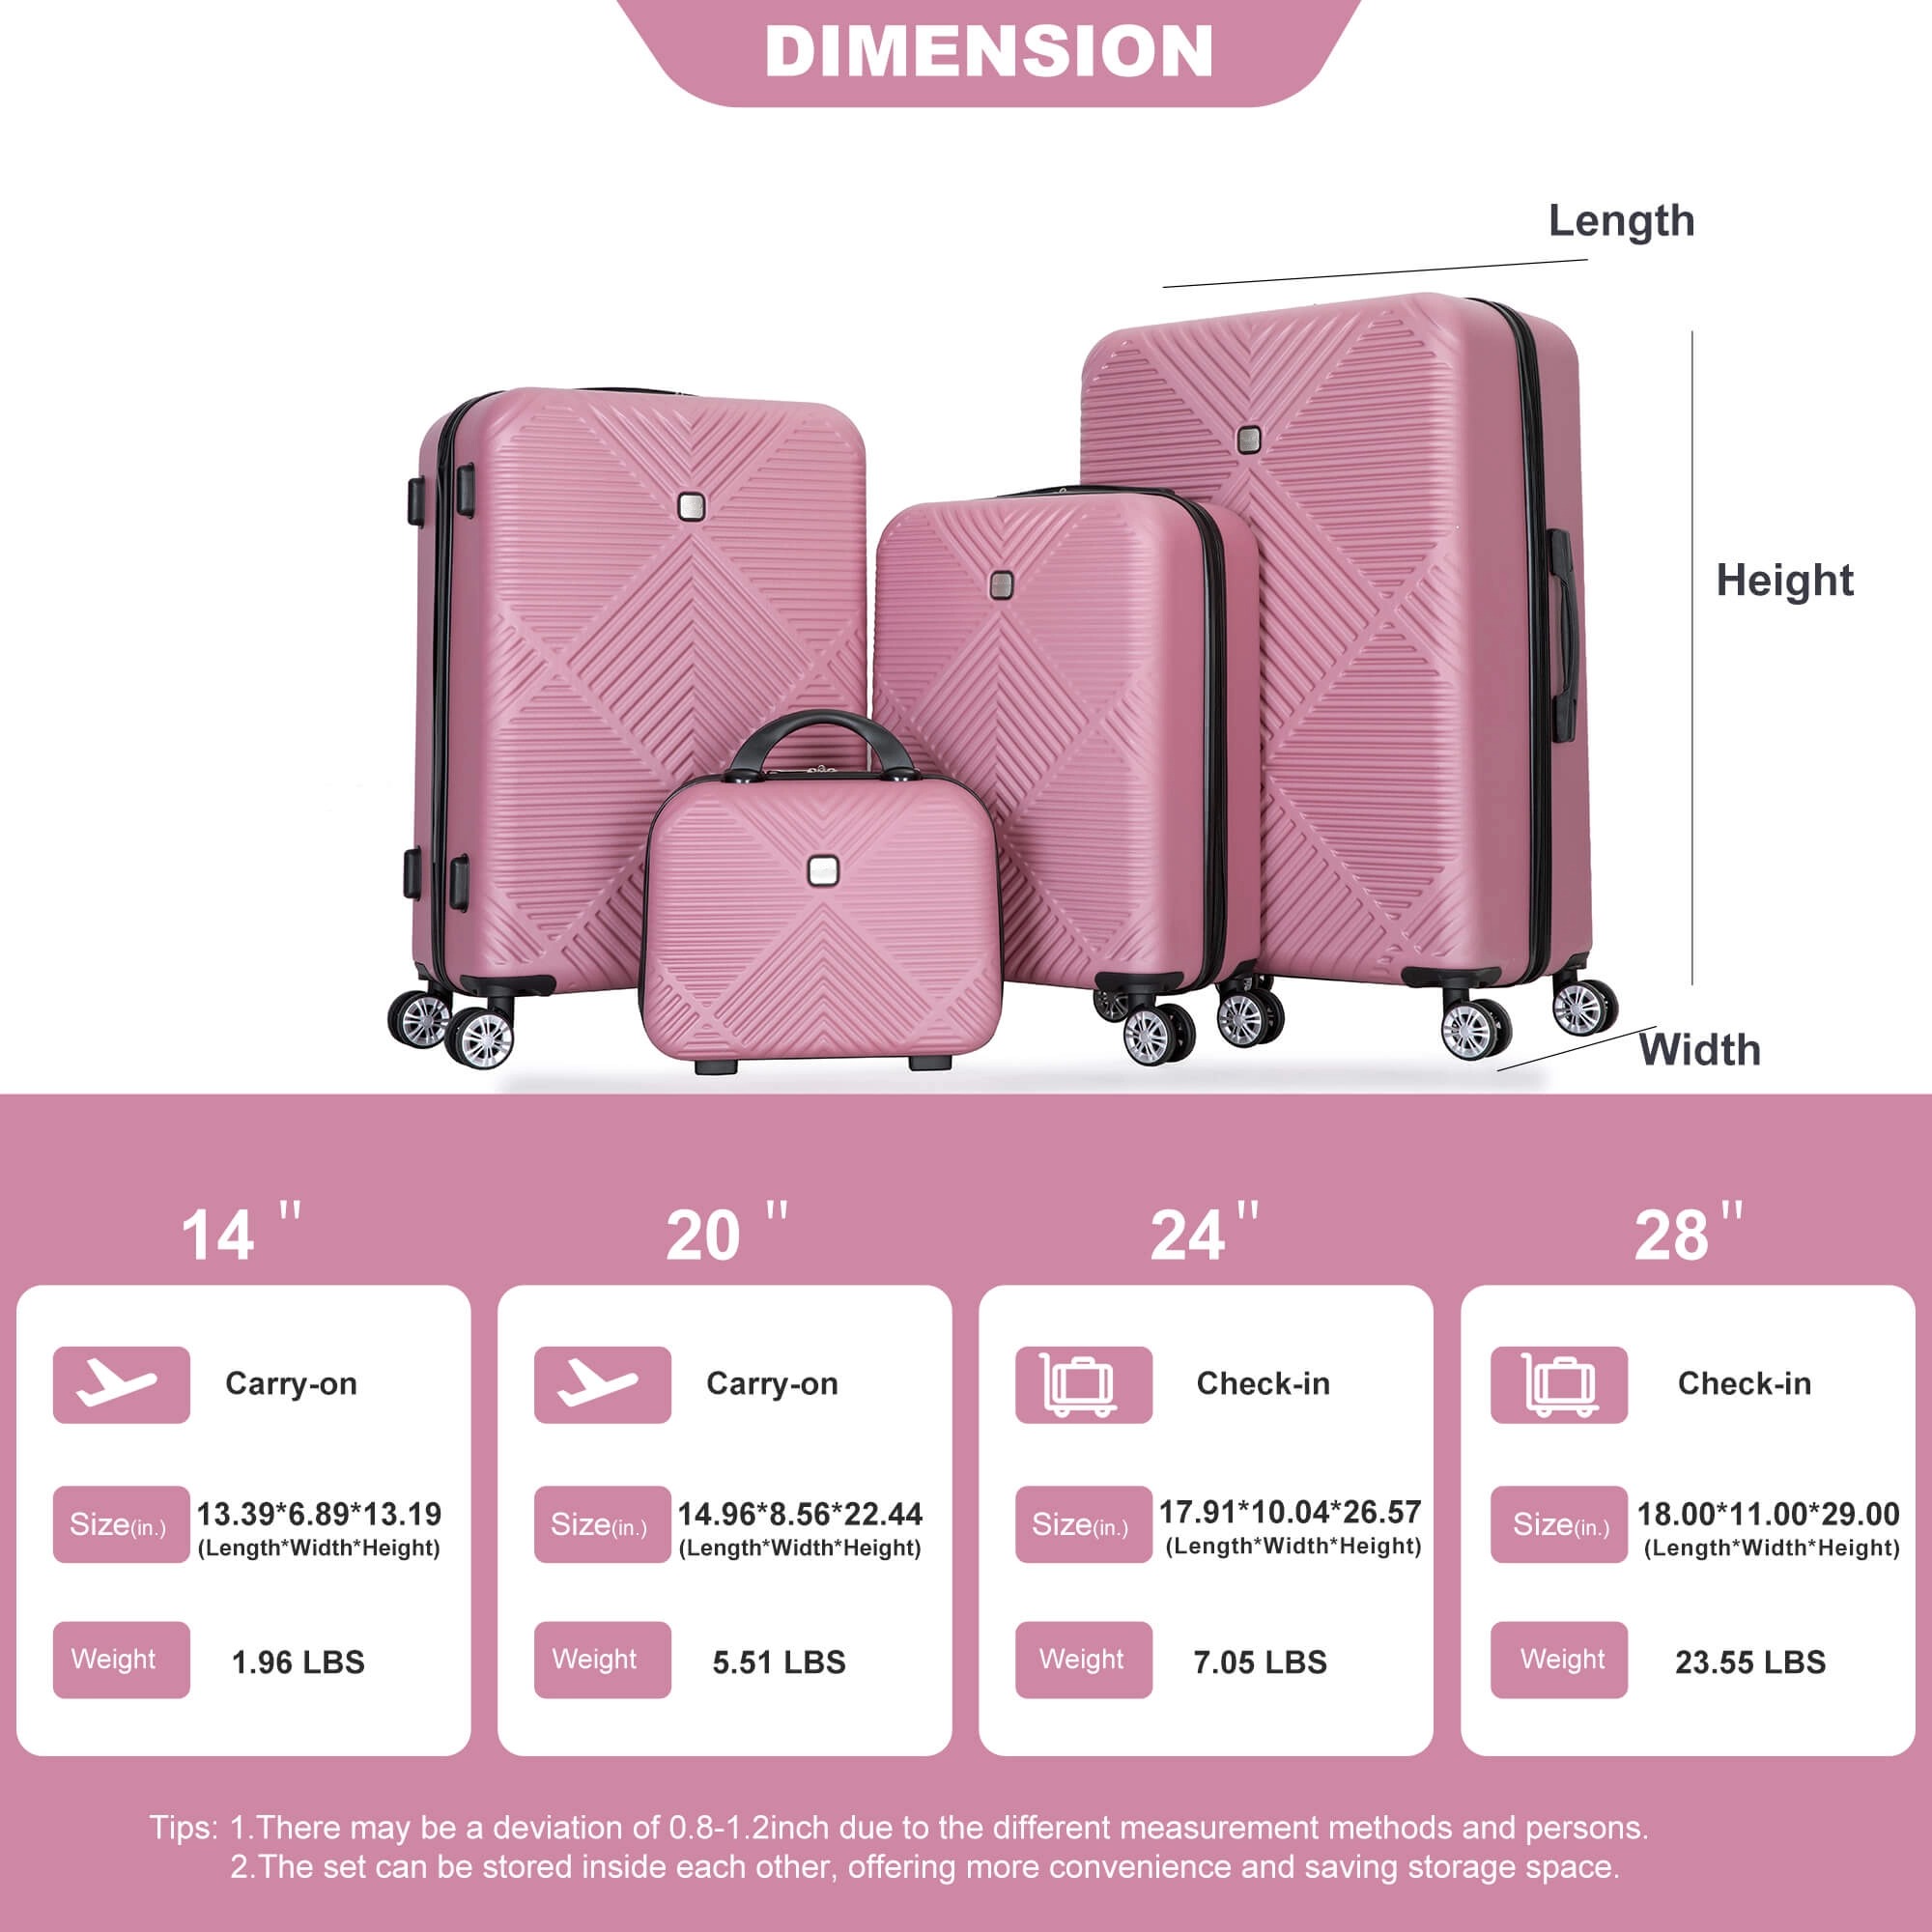 DIMENSION
Length
Height
Width
14 "
20 "
24 "
28 "
Carry-on
Size(in.) 13.39*6.89*13.19
(Length*Width*Height)
Weight 1.96 LBS
Carry-on
Size(in.) 14.96*8.56*22.44
(Length*Width*Height)
Weight 5.51 LBS
Check-in
Size(in.) 17.91*10.04*26.57
(Length*Width*Height)
Weight 7.05 LBS
Check-in
Size(in.) 18.00*11.00*29.00
(Length*Width*Height)
Weight 23.55 LBS
Tips: 1.There may be a deviation of 0.8-1.2inch due to the different measurement methods and persons.
2.The set can be stored inside each other, offering more convenience and saving storage space.